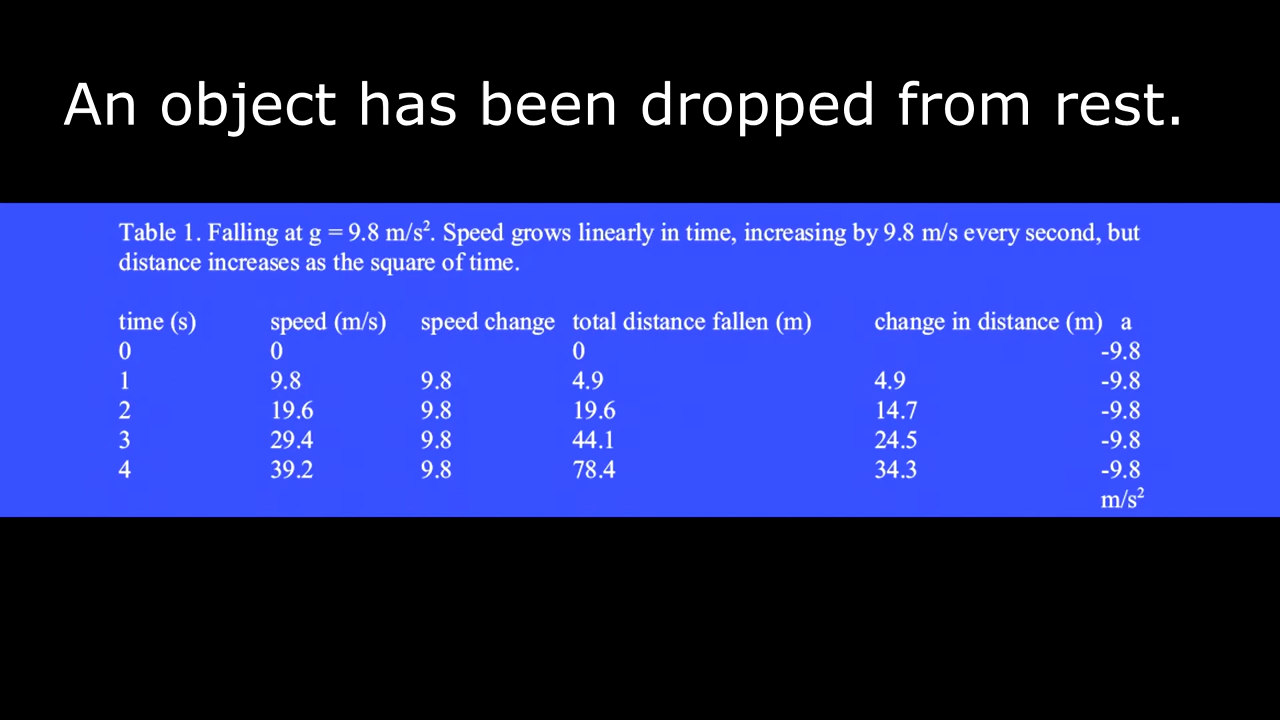 An object has been dropped from rest.
Table 1. Falling at g = 9.8 m/s². Speed grows linearly in time, increasing by 9.8 m/s every second, but
distance increases as the square of time.
time (s) speed (m/s) speed change total distance fallen (m) change in distance (m) a
0 0 0 -9.8
1 9.8 9.8 4.9 4.9 -9.8
2 19.6 9.8 19.6 14.7 -9.8
3 29.4 9.8 44.1 24.5 -9.8
4 39.2 9.8 78.4 34.3 -9.8
m/s²